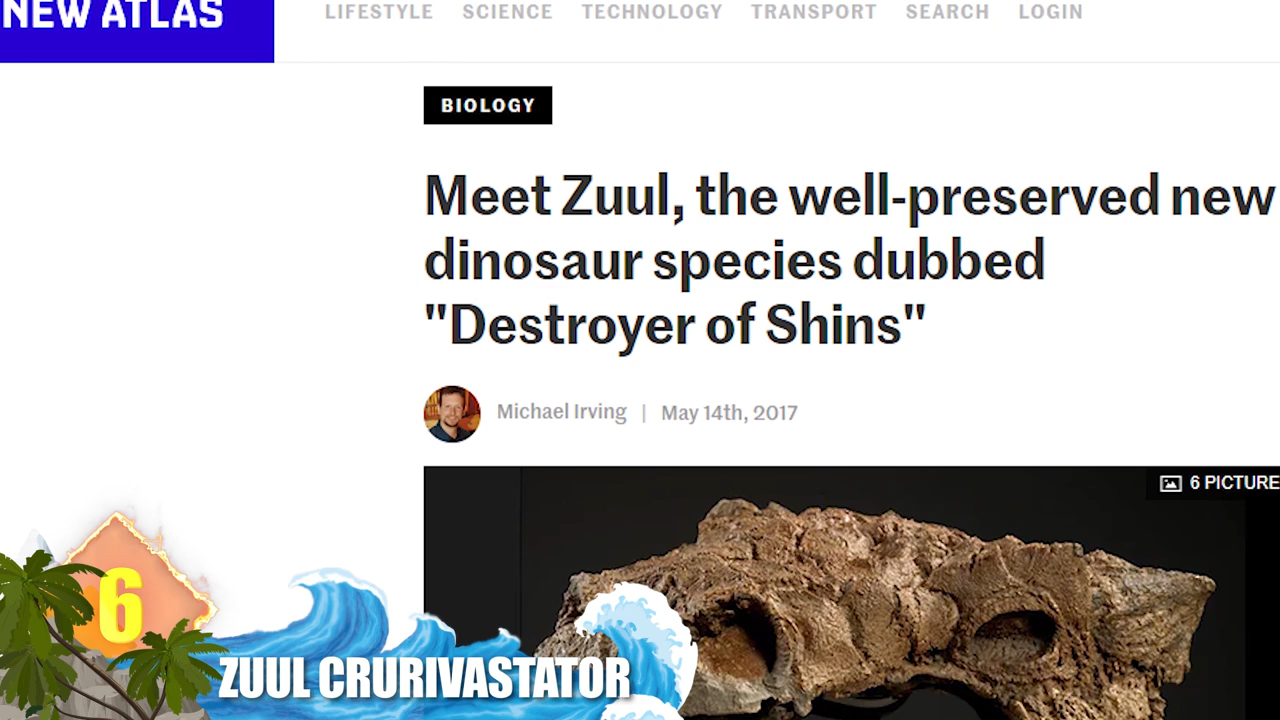 NEW ATLAS
LIFESTYLE SCIENCE TECHNOLOGY TRANSPORT SEARCH LOGIN
BIOLOGY
Meet Zuul, the well-preserved new
dinosaur species dubbed
"Destroyer of Shins"
Michael Irving | May 14th, 2017
6 PICTURE
6
ZUUL CRURIVASTATOR